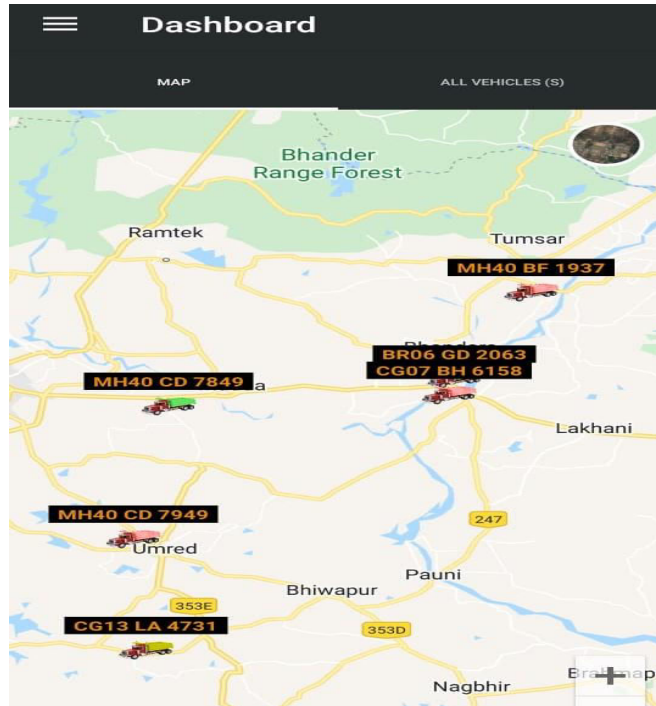 Dashboard
MAP
ALL VEHICLES (S)
Bhander
Range Forest
Ramtek
Tumsar
MH40 BF 1937
BR06 GD 2063
CG07 BH 6158
MH40 CD 7849
Lakhani
MH40 CD 7949
Umred
247
Pauni
Bhiwapur
353E
CG13 LA 4731
353D
Nagbhir
+